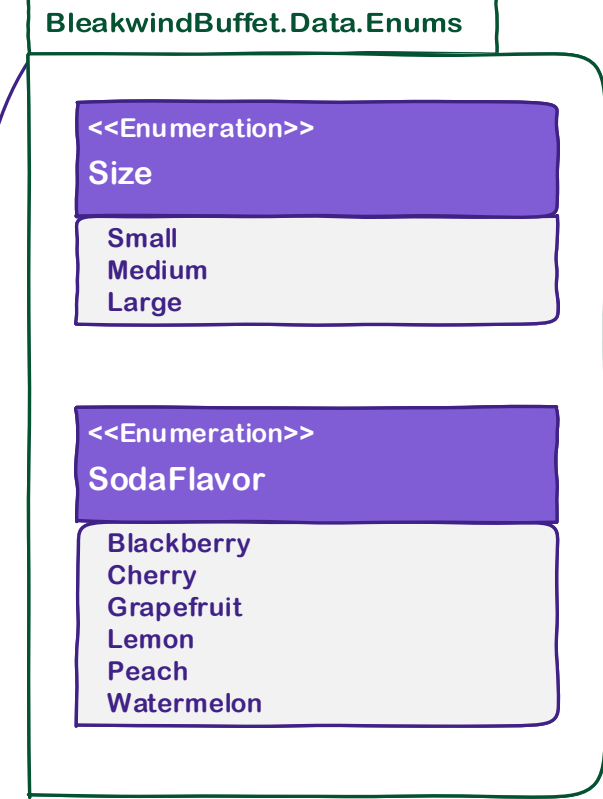 BleakwindBuffet.Data.Enums
<<Enumeration>>
Size
Small
Medium
Large
<<Enumeration>>
SodaFlavor
Blackberry
Cherry
Grapefruit
Lemon
Peach
Watermelon